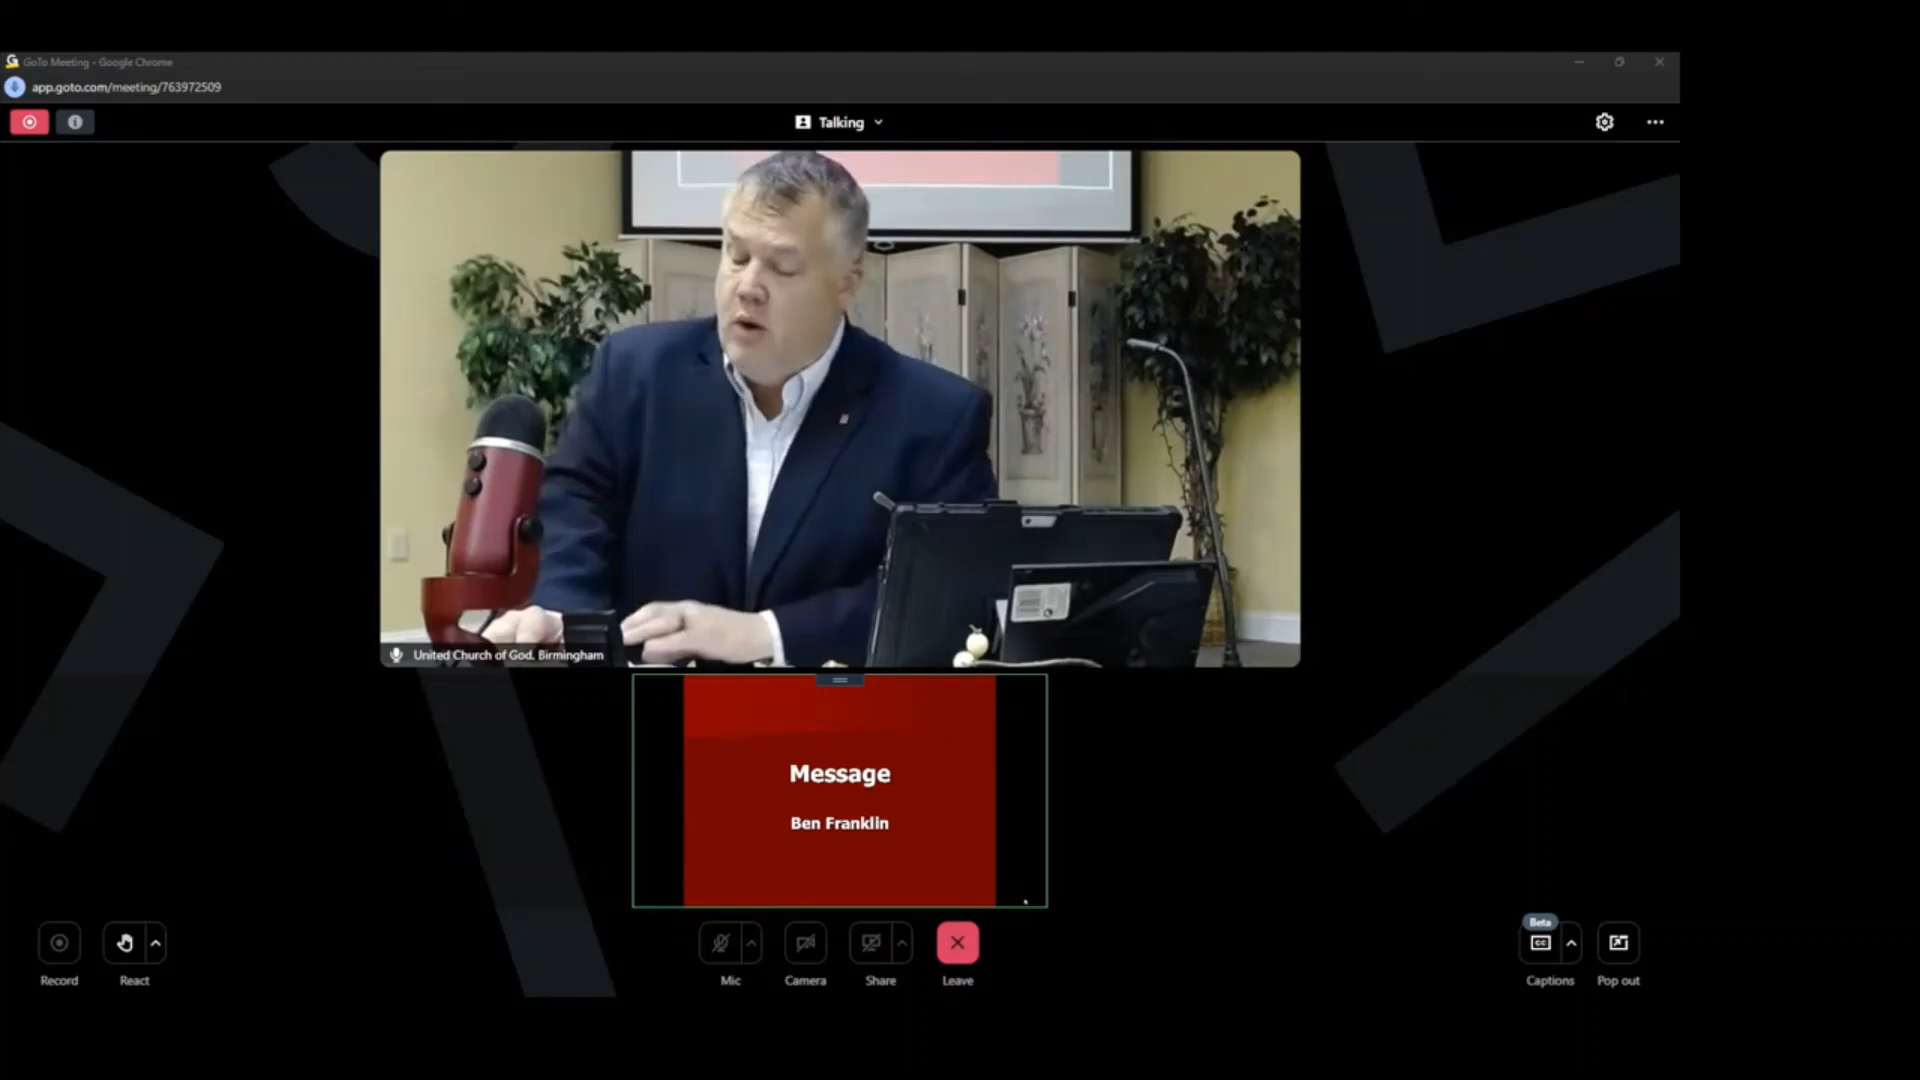 GoTo Meeting - Google Chrome
app.goto.com/meeting/763972509
Talking
United Church of God, Birmingham
Message
Ben Franklin
Record
React
Mic
Camera
Share
Leave
Beta
CC
Captions
Pop out